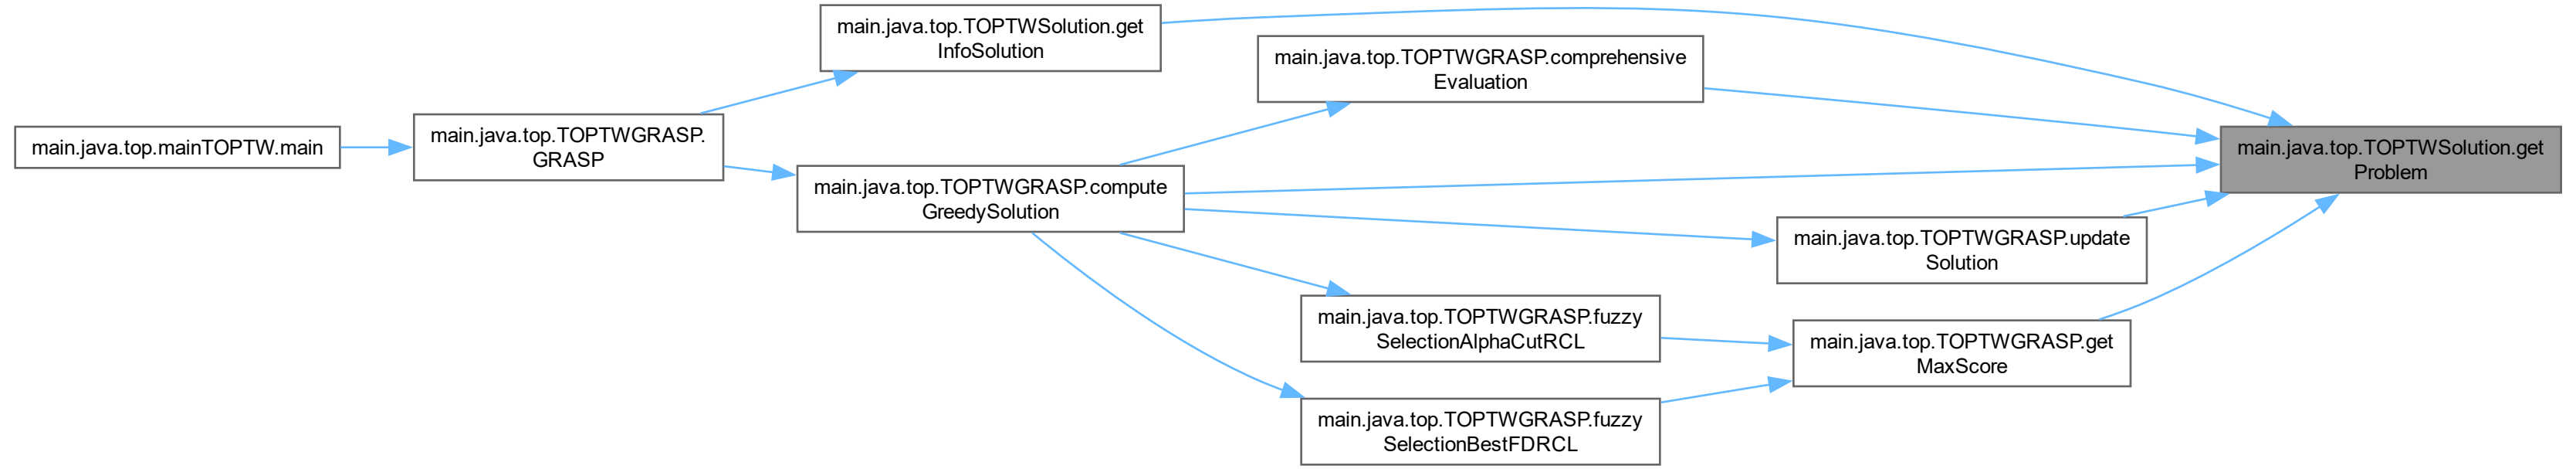 main.java.top.mainTOPTW.main
main.java.top.TOPTWGRASP.
GRASP
main.java.top.TOPTWSolution.get
InfoSolution
main.java.top.TOPTWGRASP.compute
GreedySolution
main.java.top.TOPTWGRASP.comprehensive
Evaluation
main.java.top.TOPTWGRASP.fuzzy
SelectionAlphaCutRCL
main.java.top.TOPTWGRASP.fuzzy
SelectionBestFDRCL
main.java.top.TOPTWGRASP.update
Solution
main.java.top.TOPTWGRASP.get
MaxScore
main.java.top.TOPTWSolution.get
Problem